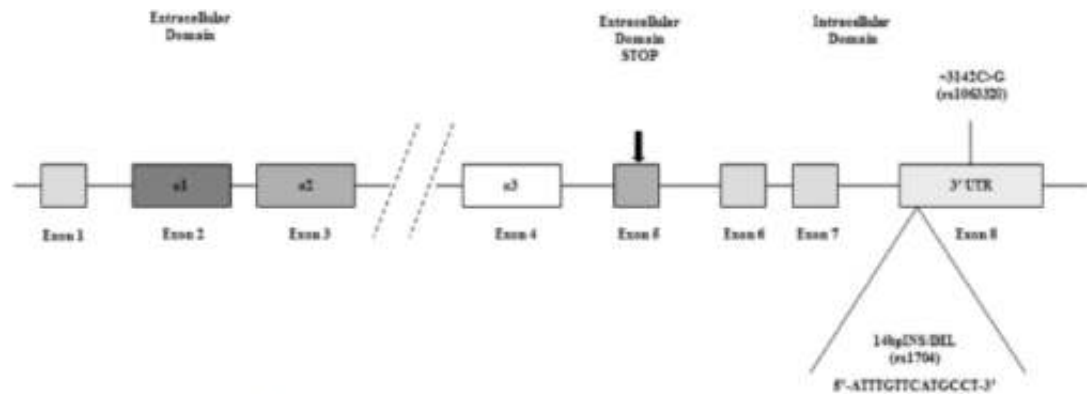 Extracellular
Domain
Extracellular
Domain
STOP
Intracellular
Domain
+3142C>G
(rs1063320)
α1
α2
α3
3' UTR
Exon 1
Exon 2
Exon 3
Exon 4
Exon 5
Exon 6
Exon 7
Exon 8
14bpINS/DEL
(rs1704)
5'-ATTTGTTCATGCCT-3'